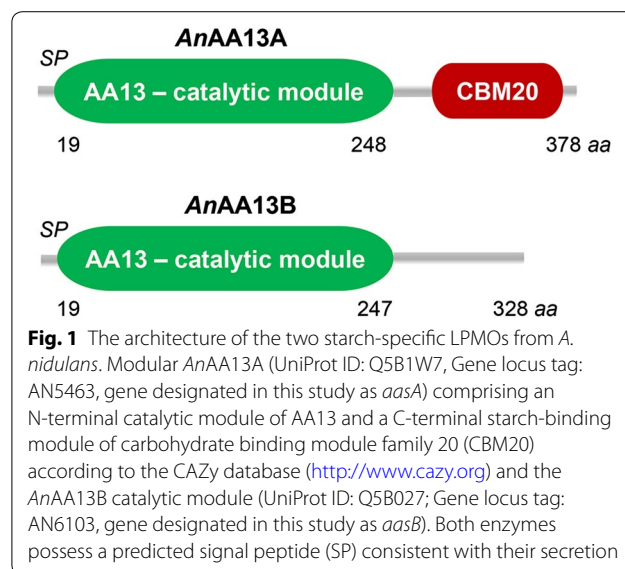 AnAA13A
SP
AA13 – catalytic module
CBM20
19
248
378 aa
AnAA13B
SP
AA13 – catalytic module
19
247
328 aa
Fig. 1 The architecture of the two starch-specific LPMOs from A.
nidulans. Modular AnAA13A (UniProt ID: Q5B1W7, Gene locus tag:
AN5463, gene designated in this study as aasA) comprising an
N-terminal catalytic module of AA13 and a C-terminal starch-binding
module of carbohydrate binding module family 20 (CBM20)
according to the CAZy database (http://www.cazy.org) and the
AnAA13B catalytic module (UniProt ID: Q5B027; Gene locus tag:
AN6103, gene designated in this study as aasB). Both enzymes
possess a predicted signal peptide (SP) consistent with their secretion